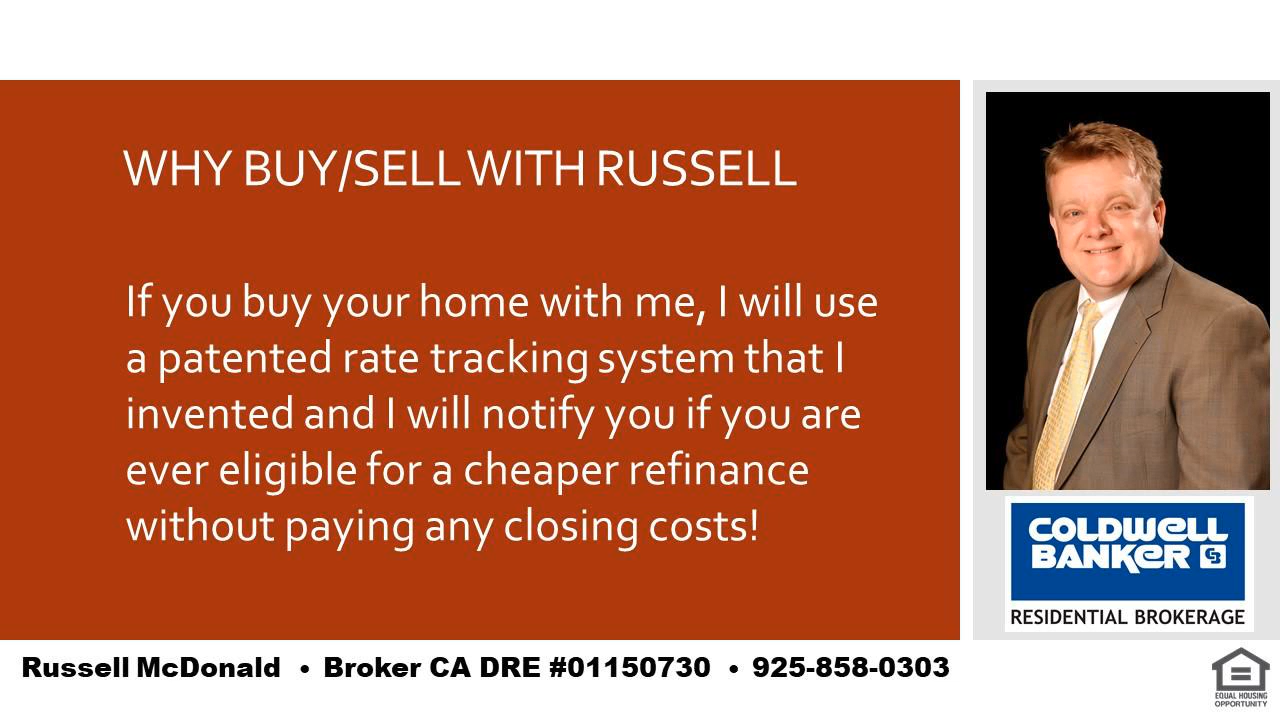 WHY BUY/SELL WITH RUSSELL
If you buy your home with me, I will use
a patented rate tracking system that I
invented and I will notify you if you are
ever eligible for a cheaper refinance
without paying any closing costs!
COLDWELL
BANKER CB
RESIDENTIAL BROKERAGE
Russell McDonald • Broker CA DRE #01150730 • 925-858-0303
EQUAL HOUSING
OPPORTUNITY